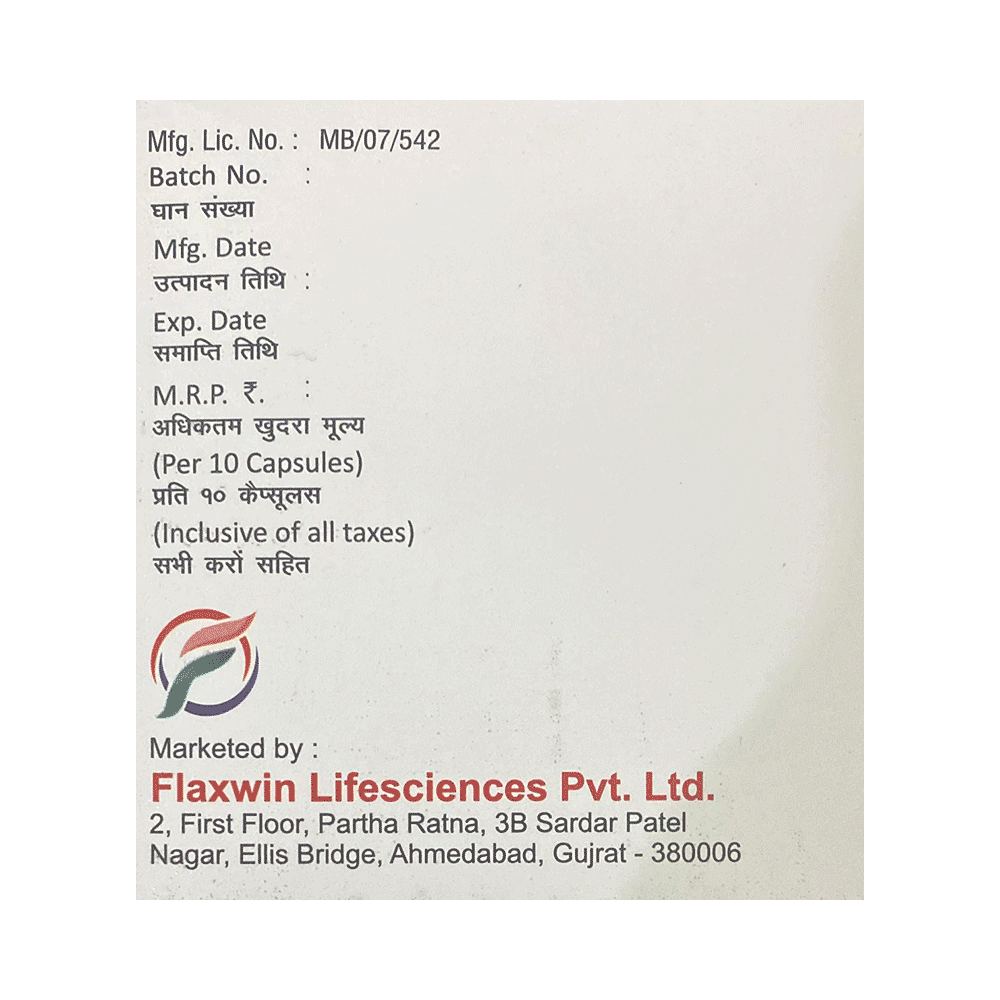 Mfg. Lic. No. : MB/07/542
Batch No. :
घान संख्या
Mfg. Date
उत्पादन तिथि :
Exp. Date
समाप्ति तिथि
M.R.P. ₹. :
अधिकतम खुदरा मूल्य
(Per 10 Capsules)
प्रति १० कैप्सूलस
(Inclusive of all taxes)
सभी करों सहित
Marketed by :
Flaxwin Lifesciences Pvt. Ltd.
2, First Floor, Partha Ratna, 3B Sardar Patel
Nagar, Ellis Bridge, Ahmedabad, Gujrat - 380006